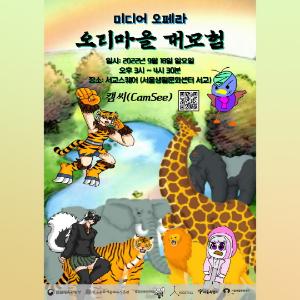 미디어 오페라
오리마을 대모험
일시: 2022년 9월 18일 일요일
오후 3시 ~ 4시 30분
장소: 서교스퀘어 (서울생활문화센터 서교)
캠씨(CamSee)